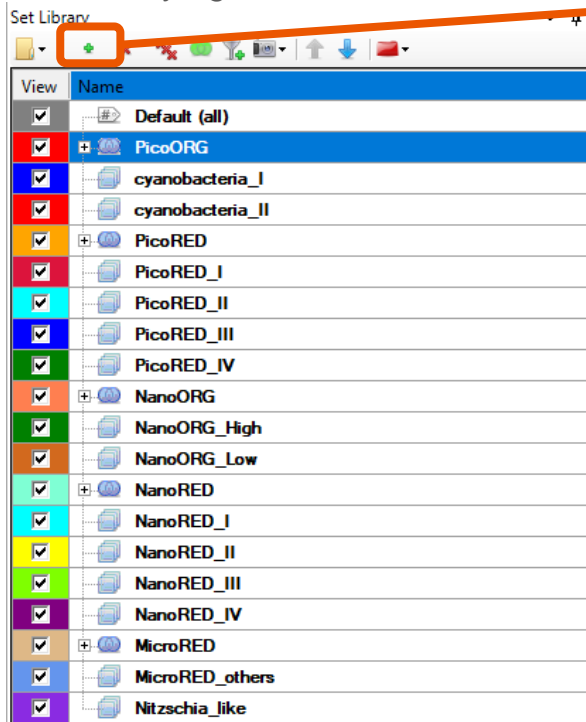 Set Library
View Name
# Default (all)
PicoORG
cyanobacteria_I
cyanobacteria_II
PicoRED
PicoRED_I
PicoRED_II
PicoRED_III
PicoRED_IV
NanoORG
NanoORG_High
NanoORG_Low
NanoRED
NanoRED_I
NanoRED_II
NanoRED_III
NanoRED_IV
MicroRED
MicroRED_others
Nitzschia_like